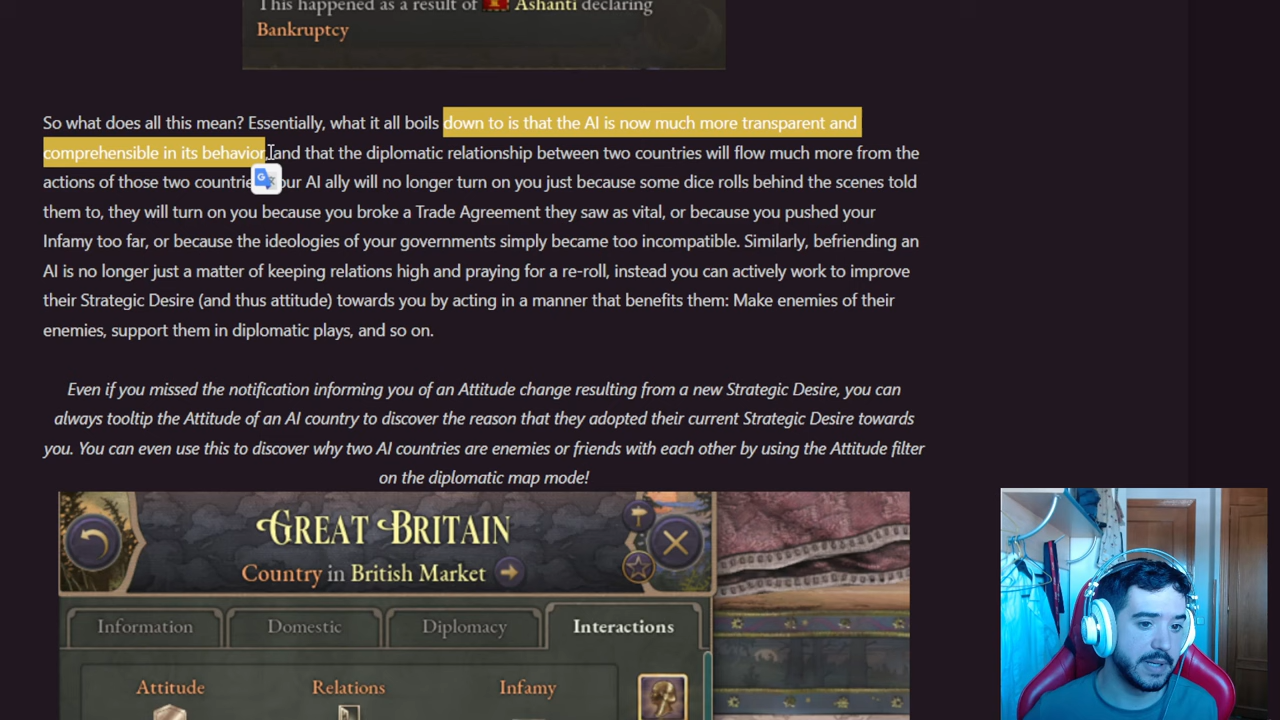 This happened as a result of Ashanti declaring
Bankruptcy
So what does all this mean? Essentially, what it all boils down to is that the AI is now much more transparent and
comprehensible in its behavior, and that the diplomatic relationship between two countries will flow much more from the
actions of those two countrie ur AI ally will no longer turn on you just because some dice rolls behind the scenes told
them to, they will turn on you because you broke a Trade Agreement they saw as vital, or because you pushed your
Infamy too far, or because the ideologies of your governments simply became too incompatible. Similarly, befriending an
AI is no longer just a matter of keeping relations high and praying for a re-roll, instead you can actively work to improve
their Strategic Desire (and thus attitude) towards you by acting in a manner that benefits them: Make enemies of their
enemies, support them in diplomatic plays, and so on.
Even if you missed the notification informing you of an Attitude change resulting from a new Strategic Desire, you can
always tooltip the Attitude of an AI country to discover the reason that they adopted their current Strategic Desire towards
you. You can even use this to discover why two AI countries are enemies or friends with each other by using the Attitude filter
on the diplomatic map mode!
GREAT BRITAIN
Country in British Market
Information Domestic Diplomacy Interactions
Attitude Relations Infamy